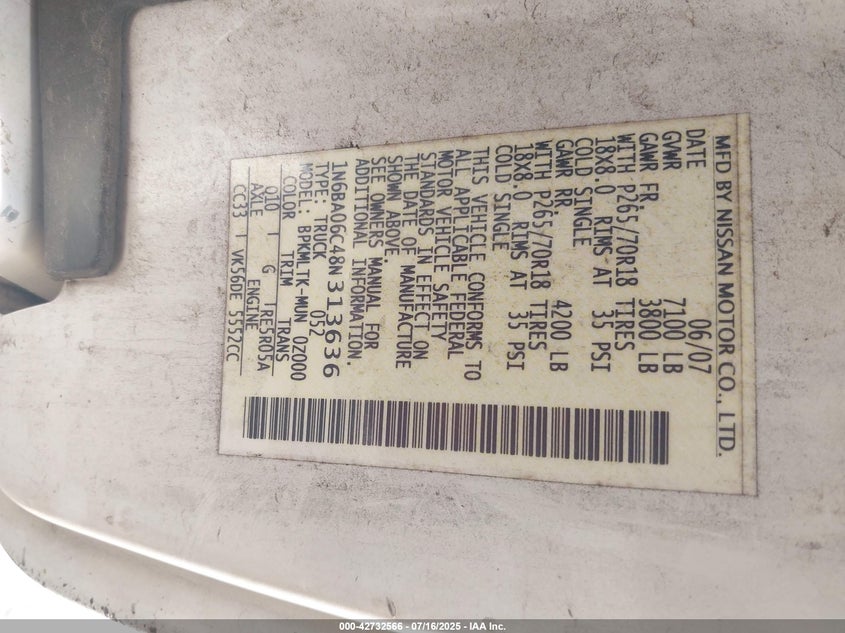 MFD BY NISSAN MOTOR CO., LTD.
DATE 06/07
GVWR 7100 LB
GAWR FR. 3800 LB
WITH P265/70R18 TIRES
18X8.0 RIMS AT 35 PSI
COLD SINGLE
GAWR RR. 4200 LB
WITH P265/70R18 TIRES
18X8.0 RIMS AT 35 PSI
COLD SINGLE
THIS VEHICLE CONFORMS TO
ALL APPLICABLE FEDERAL
MOTOR VEHICLE SAFETY
STANDARDS IN EFFECT ON
THE DATE OF MANUFACTURE
SHOWN ABOVE.
SEE OWNERS MANUAL FOR
ADDITIONAL INFORMATION.
1N6BA06C48N313636
TYPE: TRUCK 052
MODEL: BPKMLTK-MUN 0Z000
COLOR TRIM TRANS
Q10 G TRE5R05A
AXLE ENGINE
CC33 VK56DE 5552CC
000-42732566 - 07/16/2025 - IAA Inc.